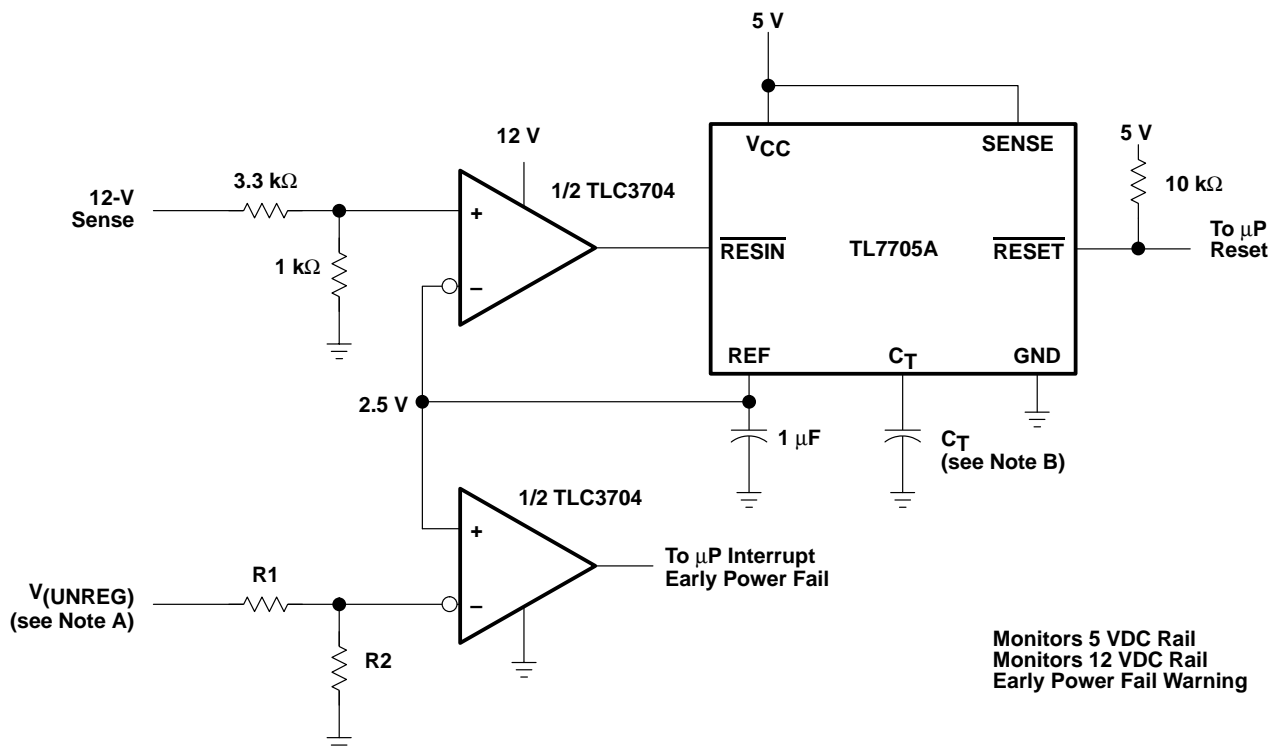 5 V
12 V
VCC
SENSE
5 V
3.3 kΩ
1/2 TLC3704
10 kΩ
12-V
Sense
+
1 kΩ
RESIN
TL7705A
RESET
To μP
Reset
–
REF
CT
GND
2.5 V
1 μF
CT
(see Note B)
1/2 TLC3704
+
To μP Interrupt
Early Power Fail
R1
V(UNREG)
(see Note A)
–
R2
Monitors 5 VDC Rail
Monitors 12 VDC Rail
Early Power Fail Warning